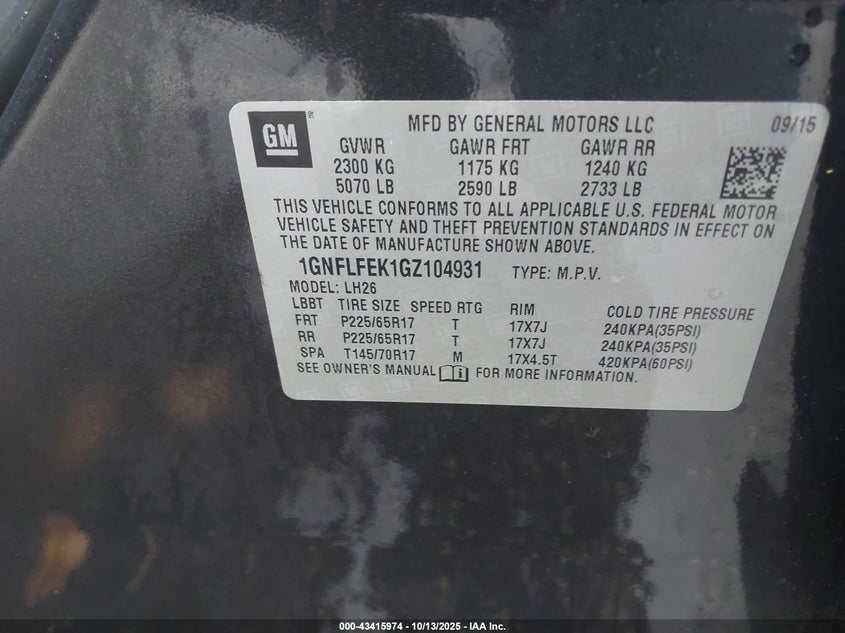 GM ®
MFD BY GENERAL MOTORS LLC 09/15
GVWR GAWR FRT GAWR RR
2300 KG 1175 KG 1240 KG
5070 LB 2590 LB 2733 LB
THIS VEHICLE CONFORMS TO ALL APPLICABLE U.S. FEDERAL MOTOR
VEHICLE SAFETY AND THEFT PREVENTION STANDARDS IN EFFECT ON
THE DATE OF MANUFACTURE SHOWN ABOVE.
1GNFLFEK1GZ104931 TYPE: M.P.V.
MODEL: LH26
LBBT TIRE SIZE SPEED RTG RIM COLD TIRE PRESSURE
FRT P225/65R17 T 17X7J 240KPA(35PSI)
RR P225/65R17 T 17X7J 240KPA(35PSI)
SPA T145/70R17 M 17X4.5T 420KPA(60PSI)
SEE OWNER'S MANUAL FOR MORE INFORMATION.
000-43415974 - 10/13/2025 - IAA Inc.